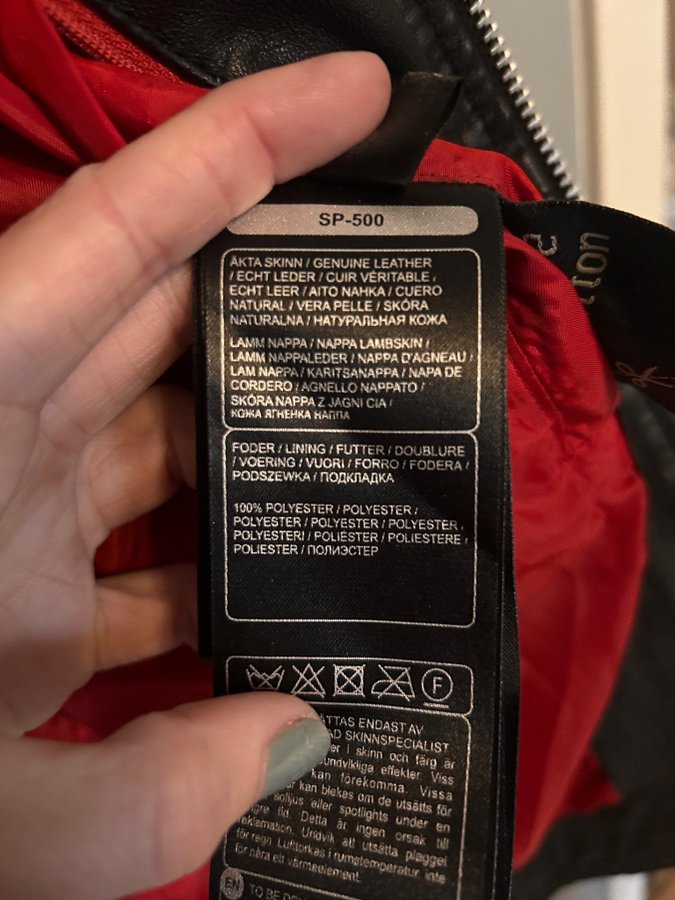 SP-500
ÄKTA SKINN / GENUINE LEATHER
/ ECHT LEDER / CUIR VÉRITABLE /
ECHT LEER / AITO NAHKA / CUERO
NATURAL / VERA PELLE / SKÓRA
NATURALNA / НАТУРАЛЬНАЯ КОЖА
LAMM NAPPA / NAPPA LAMBSKIN /
LAMM NAPPALEDER / NAPPA D'AGNEAU /
LAM NAPPA / KARITSANAPPA / NAPA DE
CORDERO / AGNELLO NAPPATO /
SKÓRA NAPPA Z JAGNI CIA /
КОЖА ЯГНЕНКА НАППА
FODER / LINING / FUTTER / DOUBLURE
/ VOERING / VUORI / FORRO / FODERA /
PODSZEWKA / ПОДКЛАДКА
100% POLYESTER / POLYESTER /
POLYESTER / POLYESTER / POLYESTER /
POLYESTERI / POLIÉSTER / POLIESTERE /
POLIESTER / ПОЛИЭСТЕР
F
ENDAST AV
SKINNSPECIALIST
i skinn och färg är
effekter. Viss
kan förekomma. Vissa
kan blekas om de utsätts för
solljus eller spotlights under en
tid. Detta är ingen orsak till
reklamation. Undvik att utsätta plagget
för regn Lufttorkas i rumstemperatur inte
för nära ett värmeelement.
EN TO BE